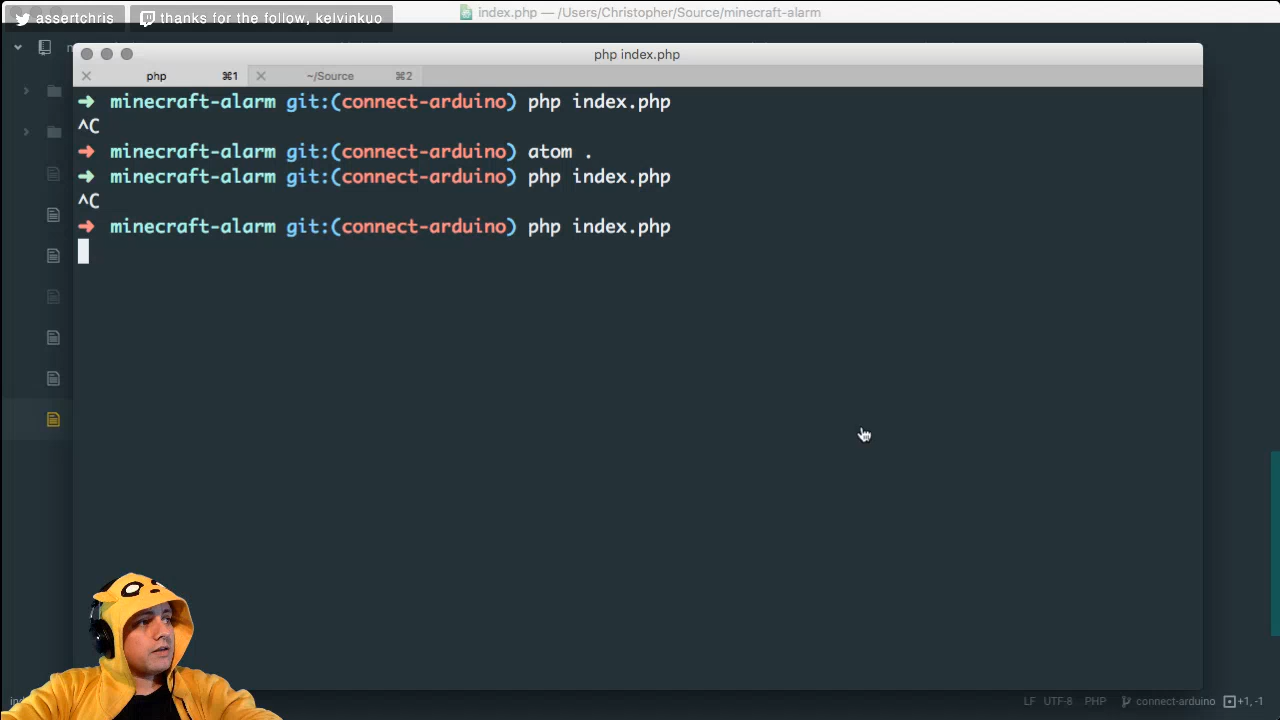 assertchris
thanks for the follow, kelvinkuo
index.php — /Users/Christopher/Source/minecraft-alarm
php index.php
php ⌘1
~/Source ⌘2
➜ minecraft-alarm git:(connect-arduino) php index.php
^C
➜ minecraft-alarm git:(connect-arduino) atom .
➜ minecraft-alarm git:(connect-arduino) php index.php
^C
➜ minecraft-alarm git:(connect-arduino) php index.php
LF UTF-8 PHP connect-arduino +1, -1